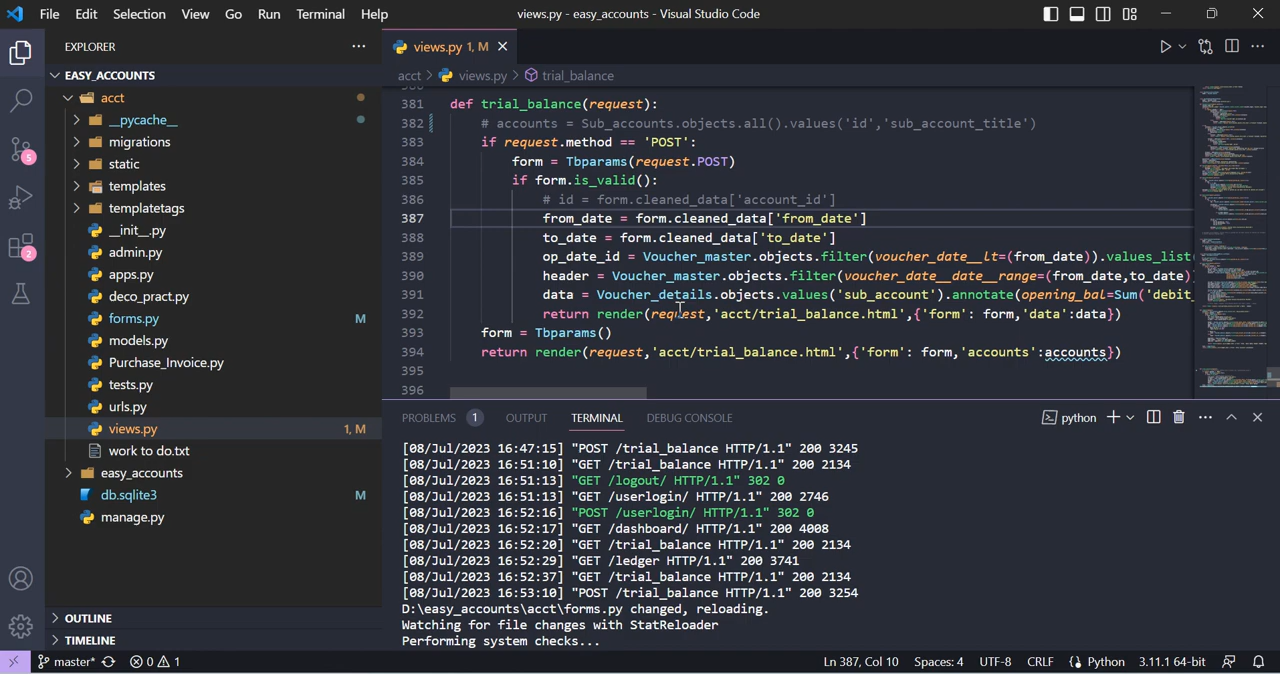 File Edit Selection View Go Run Terminal Help views.py - easy_accounts - Visual Studio Code
EXPLORER
views.py 1, M
EASY_ACCOUNTS
acct > views.py > trial_balance
acct
__pycache__
migrations
static
templates
templatetags
__init__.py
admin.py
apps.py
deco_pract.py
forms.py M
models.py
Purchase_Invoice.py
tests.py
urls.py
views.py 1, M
work to do.txt
easy_accounts
db.sqlite3 M
manage.py
OUTLINE
TIMELINE
5
2
381 def trial_balance(request):
382 # accounts = Sub_accounts.objects.all().values('id','sub_account_title')
383 if request.method == 'POST':
384 form = Tbparams(request.POST)
385 if form.is_valid():
386 # id = form.cleaned_data['account_id']
387 from_date = form.cleaned_data['from_date']
388 to_date = form.cleaned_data['to_date']
389 op_date_id = Voucher_master.objects.filter(voucher_date__lt=(from_date)).values_list
390 header = Voucher_master.objects.filter(voucher_date__date__range=(from_date,to_date)
391 data = Voucher_details.objects.values('sub_account').annotate(opening_bal=Sum('debit_
392 return render(request,'acct/trial_balance.html',{'form': form,'data':data})
393 form = Tbparams()
394 return render(request,'acct/trial_balance.html',{'form': form,'accounts':accounts})
395
396
PROBLEMS 1 OUTPUT TERMINAL DEBUG CONSOLE python
[08/Jul/2023 16:47:15] "POST /trial_balance HTTP/1.1" 200 3245
[08/Jul/2023 16:51:10] "GET /trial_balance HTTP/1.1" 200 2134
[08/Jul/2023 16:51:13] "GET /logout/ HTTP/1.1" 302 0
[08/Jul/2023 16:51:13] "GET /userlogin/ HTTP/1.1" 200 2746
[08/Jul/2023 16:52:16] "POST /userlogin/ HTTP/1.1" 302 0
[08/Jul/2023 16:52:17] "GET /dashboard/ HTTP/1.1" 200 4008
[08/Jul/2023 16:52:20] "GET /trial_balance HTTP/1.1" 200 2134
[08/Jul/2023 16:52:29] "GET /ledger HTTP/1.1" 200 3741
[08/Jul/2023 16:52:37] "GET /trial_balance HTTP/1.1" 200 2134
[08/Jul/2023 16:53:10] "POST /trial_balance HTTP/1.1" 200 3254
D:\easy_accounts\acct\forms.py changed, reloading.
Watching for file changes with StatReloader
Performing system checks...
master* 0 1 Ln 387, Col 10 Spaces: 4 UTF-8 CRLF Python 3.11.1 64-bit